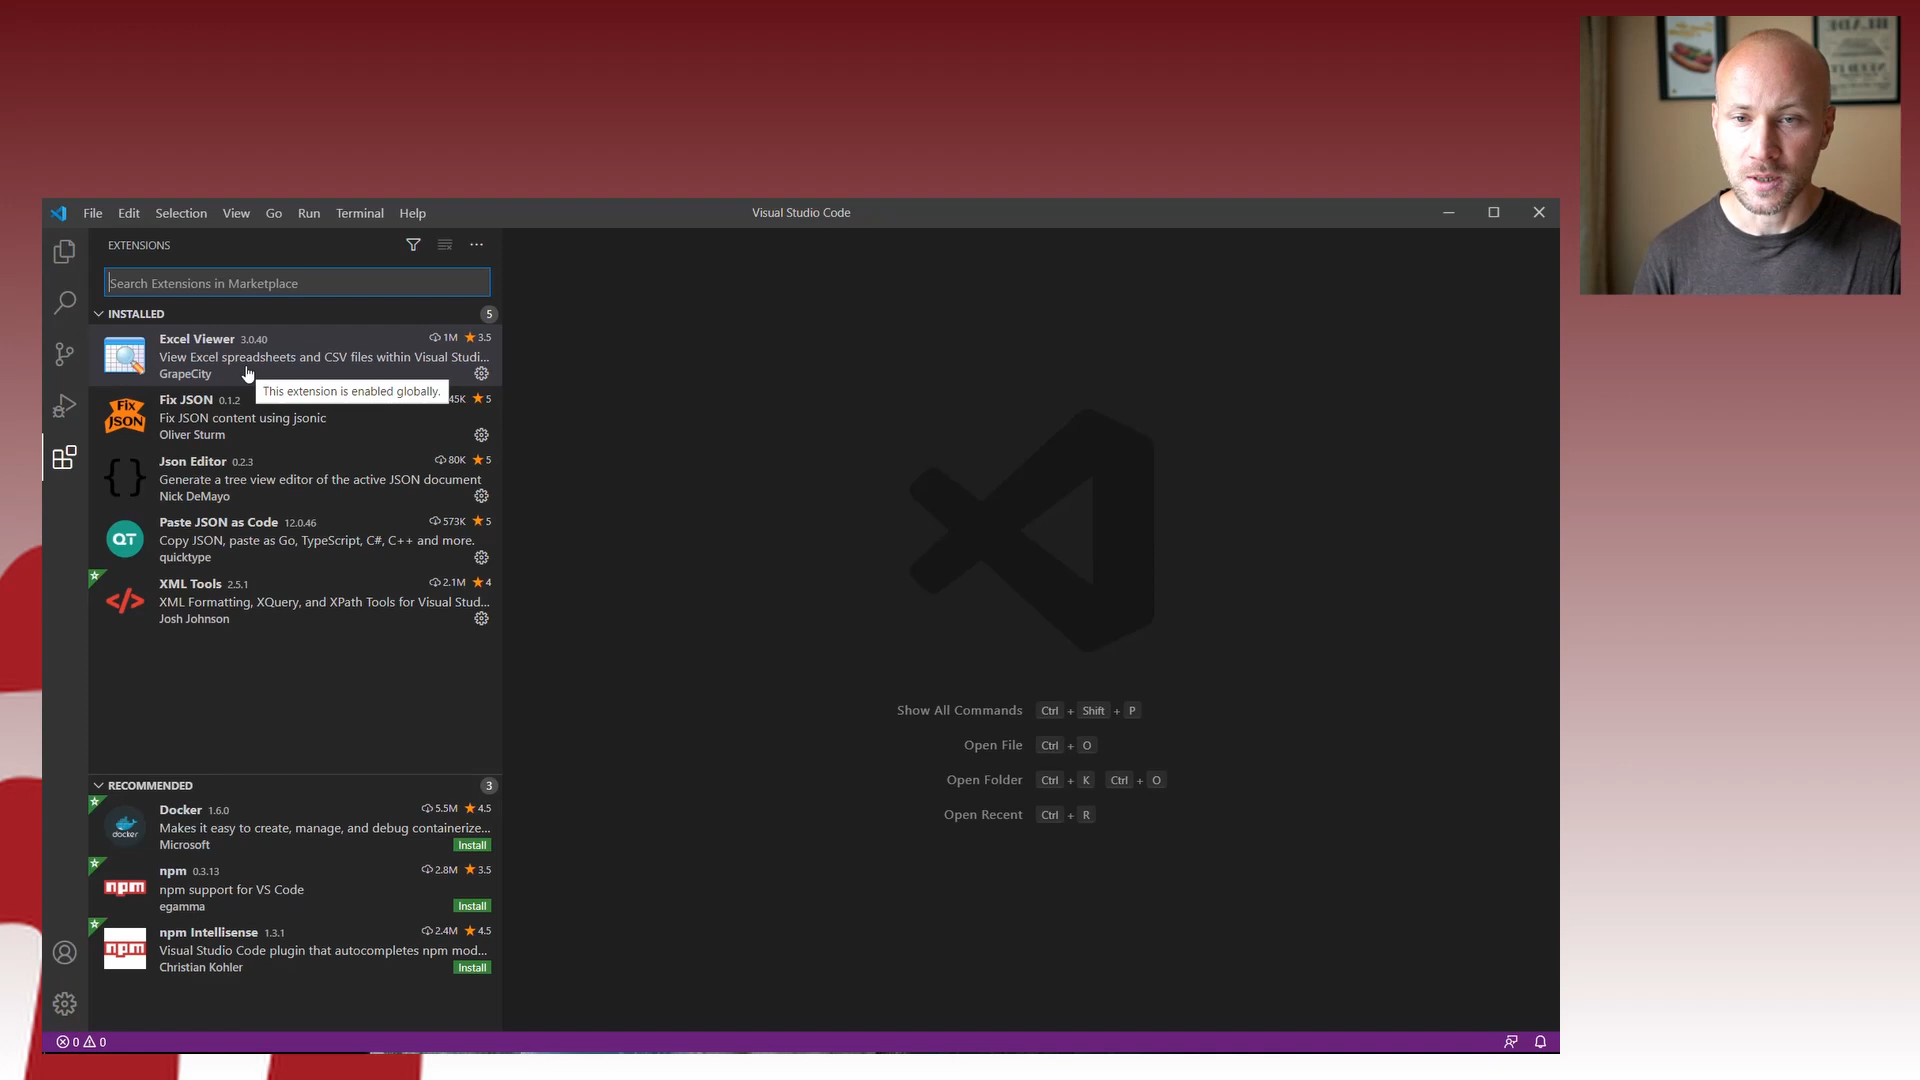 File Edit Selection View Go Run Terminal Help
Visual Studio Code
EXTENSIONS
Search Extensions in Marketplace
INSTALLED 5
Excel Viewer 3.0.40 1M 3.5
View Excel spreadsheets and CSV files within Visual Studi...
GrapeCity
This extension is enabled globally.
Fix JSON 0.1.2 45K 5
Fix JSON
Fix JSON content using jsonic
Oliver Sturm
Json Editor 0.2.3 80K 5
{ }
Generate a tree view editor of the active JSON document
Nick DeMayo
Paste JSON as Code 12.0.46 573K 5
QT
Copy JSON, paste as Go, TypeScript, C#, C++ and more.
quicktype
XML Tools 2.5.1 2.1M 4
</>
XML Formatting, XQuery, and XPath Tools for Visual Stud...
Josh Johnson
Show All Commands Ctrl + Shift + P
Open File Ctrl + O
Open Folder Ctrl + K Ctrl + O
Open Recent Ctrl + R
RECOMMENDED 3
Docker 1.6.0 5.5M 4.5
docker
Makes it easy to create, manage, and debug containerize...
Microsoft Install
npm 0.3.13 2.8M 3.5
npm
npm support for VS Code
egamma Install
npm Intellisense 1.3.1 2.4M 4.5
npm
Visual Studio Code plugin that autocompletes npm mod...
Christian Kohler Install
0 0